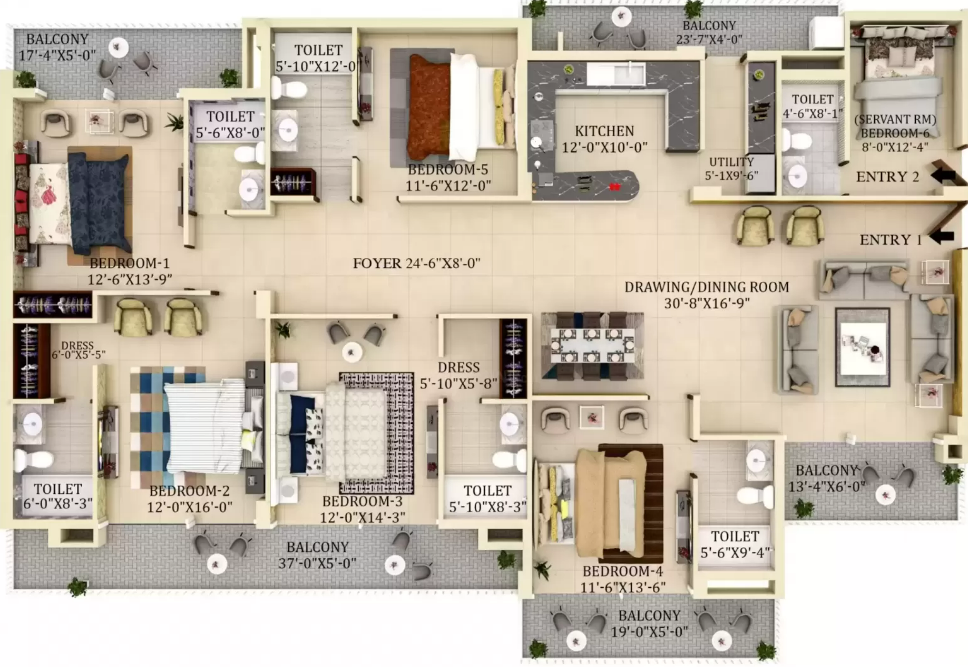 BALCONY
17'-4"X5'-0"
TOILET
5'-10"X12'-0"
BALCONY
23'-7"X4'-0"
TOILET
5'-6"X8'-0"
KITCHEN
12'-0"X10'-0"
TOILET
4'-6"X8'-1"
(SERVANT RM)
BEDROOM-6
8'-0"X12'-4"
BEDROOM-5
11'-6"X12'-0"
UTILITY
5'-1X9'-6"
ENTRY 2
ENTRY 1
BEDROOM-1
12'-6"X13'-9"
FOYER 24'-6"X8'-0"
DRAWING/DINING ROOM
30'-8"X16'-9"
DRESS
6'-0"X5'-5"
DRESS
5'-10"X5'-8"
BALCONY
13'-4"X6'-0"
TOILET
6'-0"X8'-3"
BEDROOM-2
12'-0"X16'-0"
BEDROOM-3
12'-0"X14'-3"
TOILET
5'-10"X8'-3"
TOILET
5'-6"X9'-4"
BALCONY
37'-0"X5'-0"
BEDROOM-4
11'-6"X13'-6"
BALCONY
19'-0"X5'-0"